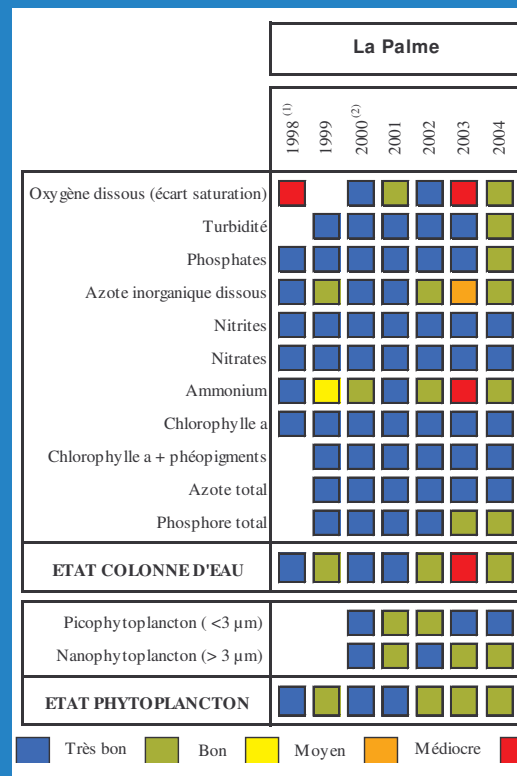 La Palme
1998 (1) 1999 2000 (2) 2001 2002 2003 2004
Oxygène dissous (écart saturation)
Turbidité
Phosphates
Azote inorganique dissous
Nitrites
Nitrates
Ammonium
Chlorophylle a
Chlorophylle a + phéopigments
Azote total
Phosphore total
ETAT COLONNE D'EAU
Picophytoplancton ( <3 µm)
Nanophytoplancton (> 3 µm)
ETAT PHYTOPLANCTON
Très bon Bon Moyen Médiocre